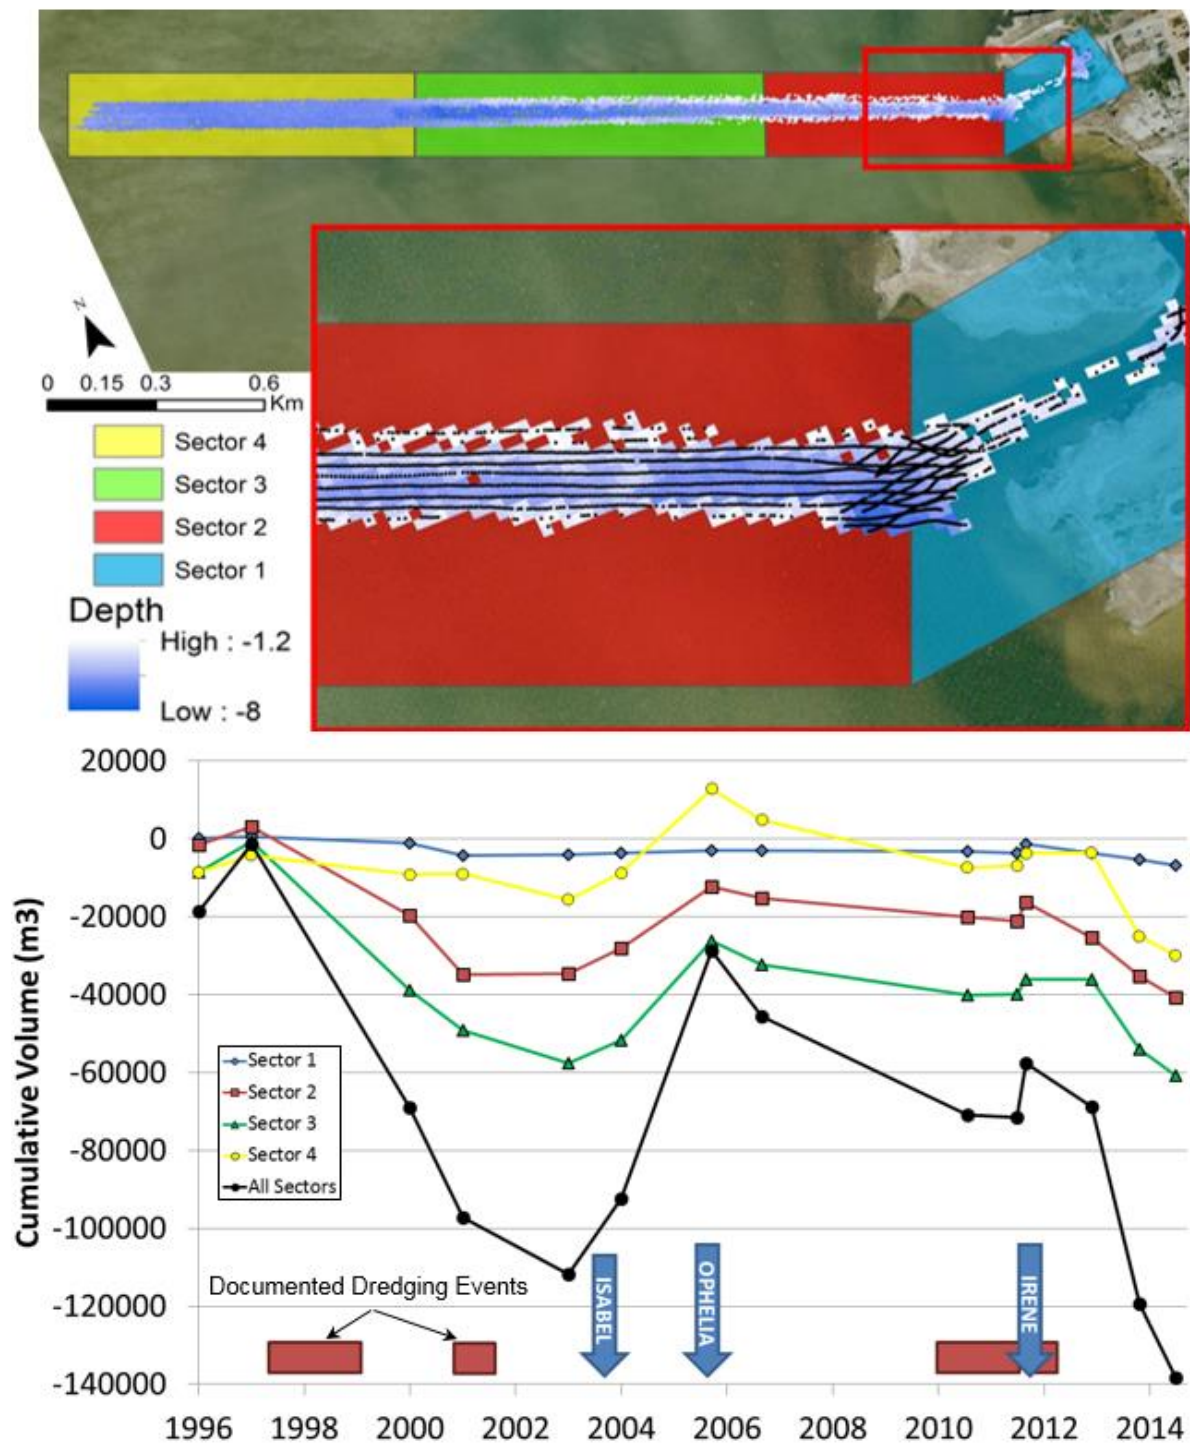 N
0 0.15 0.3 0.6
Km
Sector 4
Sector 3
Sector 2
Sector 1
Depth
High : -1.2
Low : -8
20000
0
-20000
-40000
-60000
-80000
-100000
-120000
-140000
Cumulative Volume (m3)
Sector 1
Sector 2
Sector 3
Sector 4
All Sectors
Documented Dredging Events
ISABEL
OPHELIA
IRENE
1996 1998 2000 2002 2004 2006 2008 2010 2012 2014